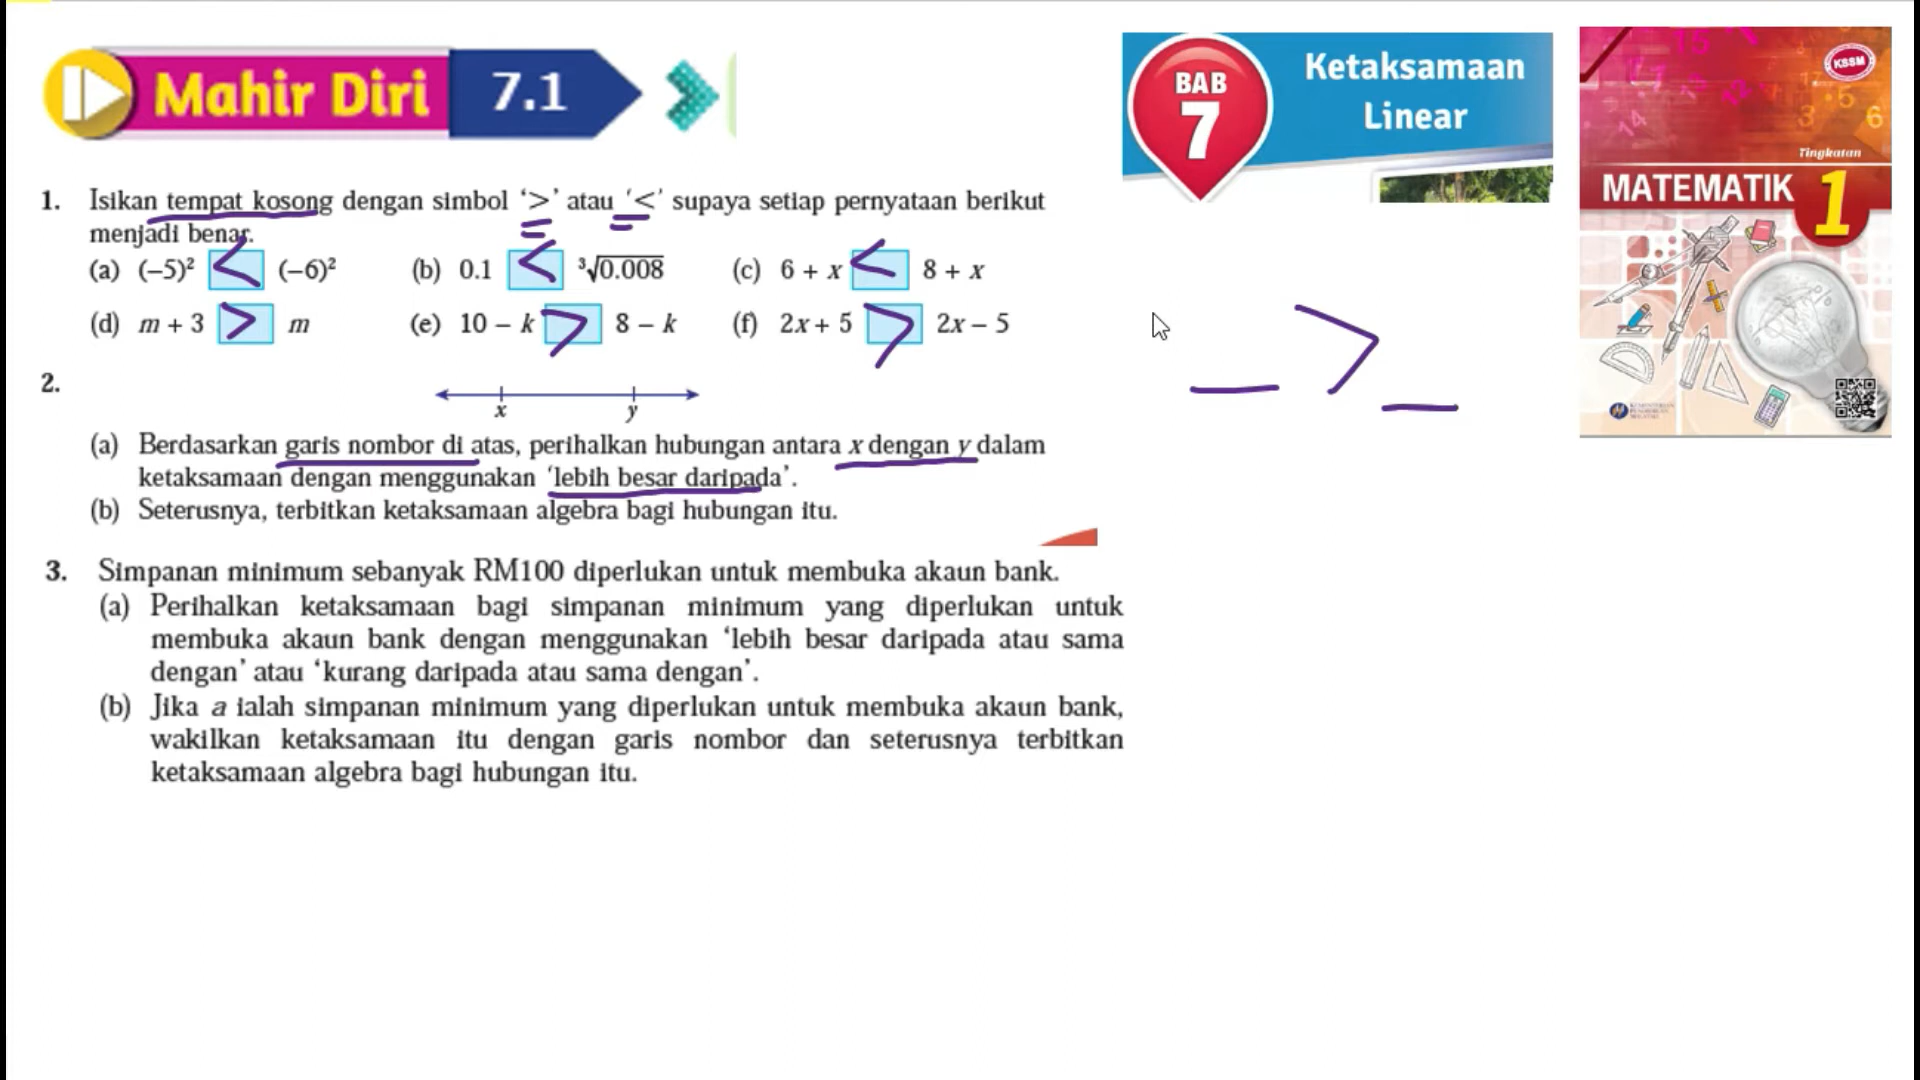 Mahir Diri 7.1
BAB
7
Ketaksamaan
Linear
KSSM
Tingkatan
MATEMATIK 1
1. Isikan tempat kosong dengan simbol ‘>’ atau ‘<’ supaya setiap pernyataan berikut
menjadi benar.
(a) (–5)² < (–6)² (b) 0.1 < ³√0.008 (c) 6 + x < 8 + x
(d) m + 3 > m (e) 10 – k > 8 – k (f) 2x + 5 > 2x – 5
_ > _
2.
x y
(a) Berdasarkan garis nombor di atas, perihalkan hubungan antara x dengan y dalam
ketaksamaan dengan menggunakan ‘lebih besar daripada’.
(b) Seterusnya, terbitkan ketaksamaan algebra bagi hubungan itu.
3. Simpanan minimum sebanyak RM100 diperlukan untuk membuka akaun bank.
(a) Perihalkan ketaksamaan bagi simpanan minimum yang diperlukan untuk
membuka akaun bank dengan menggunakan ‘lebih besar daripada atau sama
dengan’ atau ‘kurang daripada atau sama dengan’.
(b) Jika a ialah simpanan minimum yang diperlukan untuk membuka akaun bank,
wakilkan ketaksamaan itu dengan garis nombor dan seterusnya terbitkan
ketaksamaan algebra bagi hubungan itu.